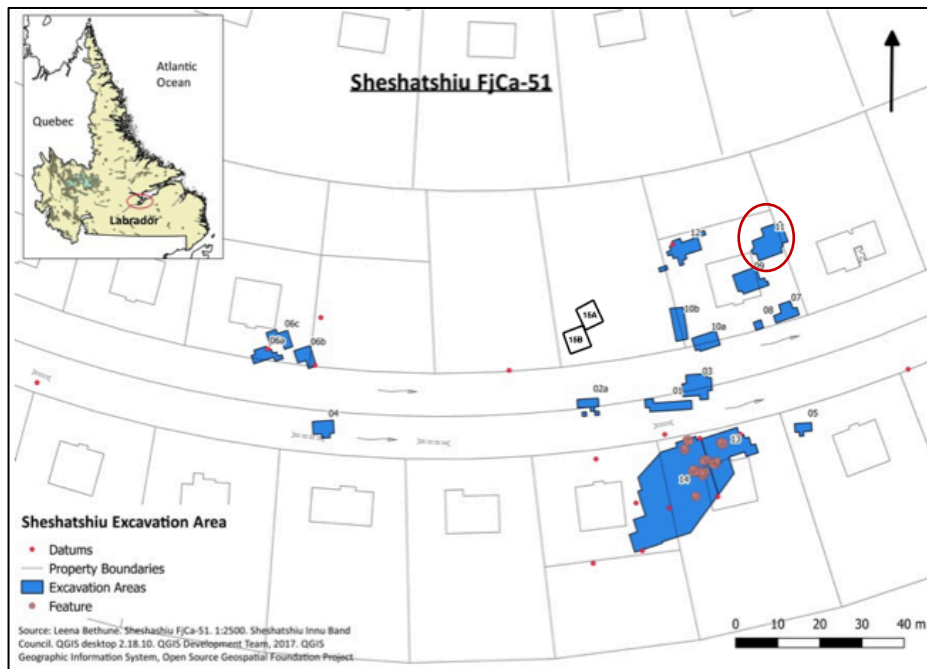 Sheshatshiu FjCa-51
Atlantic
Ocean
Quebec
Labrador
12
11
09
07
08
10b
10a
15A
15B
06c
06a
06b
03
02a
01
04
05
13
14
Sheshatshiu Excavation Area
Datums
Property Boundaries
Excavation Areas
Feature
Source: Leena Bethune. Sheshashiu FjCa-51. 1:2500. Sheshatshiu Innu Band
Council. QGIS desktop 2.18.10. QGIS Development Team, 2017. QGIS
Geographic Information System, Open Source Geospatial Foundation Project
0 10 20 30 40 m